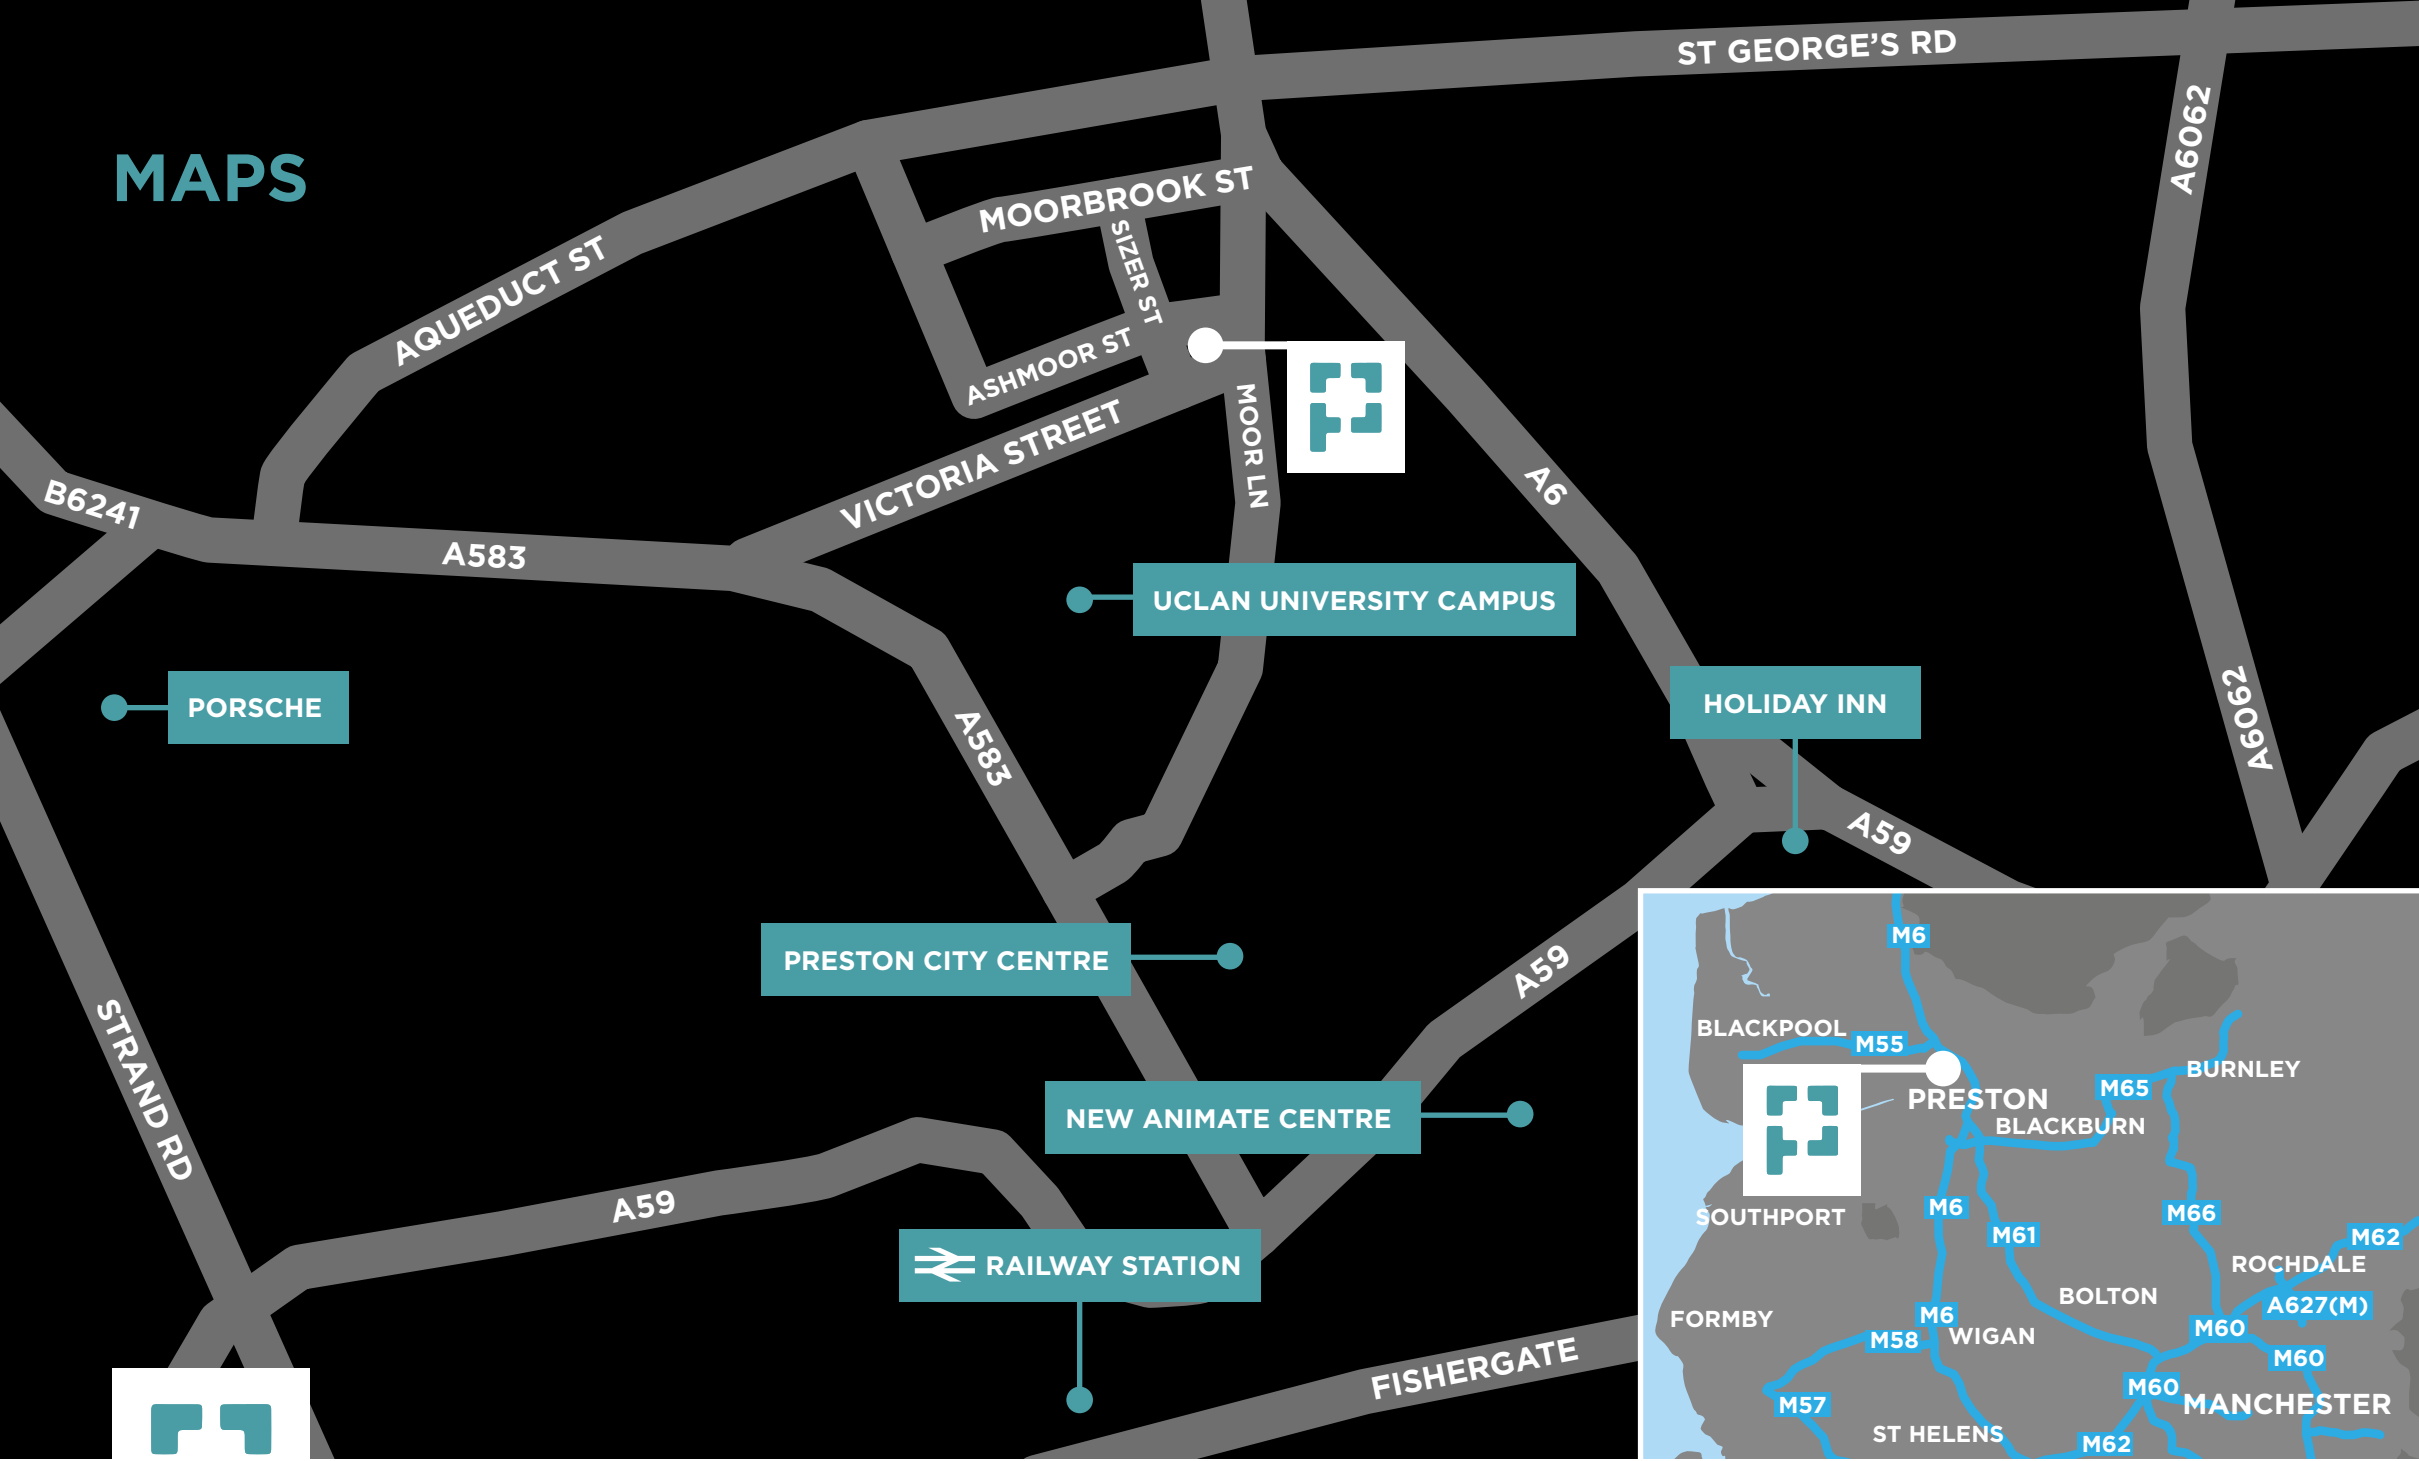 ST GEORGE'S RD
A6062
MAPS
MOORBROOK ST
SIZER ST
AQUEDUCT ST
ASHMOOR ST
MOOR LN
VICTORIA STREET
A6
B6241
A583
UCLAN UNIVERSITY CAMPUS
HOLIDAY INN
PORSCHE
A583
A6062
A59
PRESTON CITY CENTRE
A59
STRAND RD
NEW ANIMATE CENTRE
A59
RAILWAY STATION
FISHERGATE
M6
BLACKPOOL
M55
BURNLEY
M65
PRESTON
BLACKBURN
M6
SOUTHPORT
M66
M61
M62
ROCHDALE
BOLTON
A627(M)
FORMBY
M6
M60
WIGAN
M58
M60
M60
MANCHESTER
M57
ST HELENS
M62